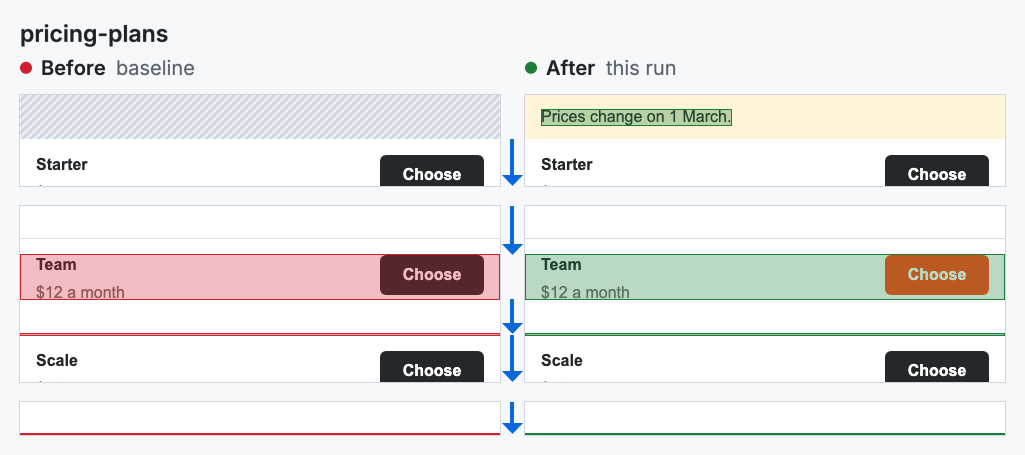 pricing-plans
Before baseline
After this run
Prices change on 1 March.
Starter Choose
Starter Choose
Team Choose
$12 a month
Team Choose
$12 a month
Scale Choose
Scale Choose